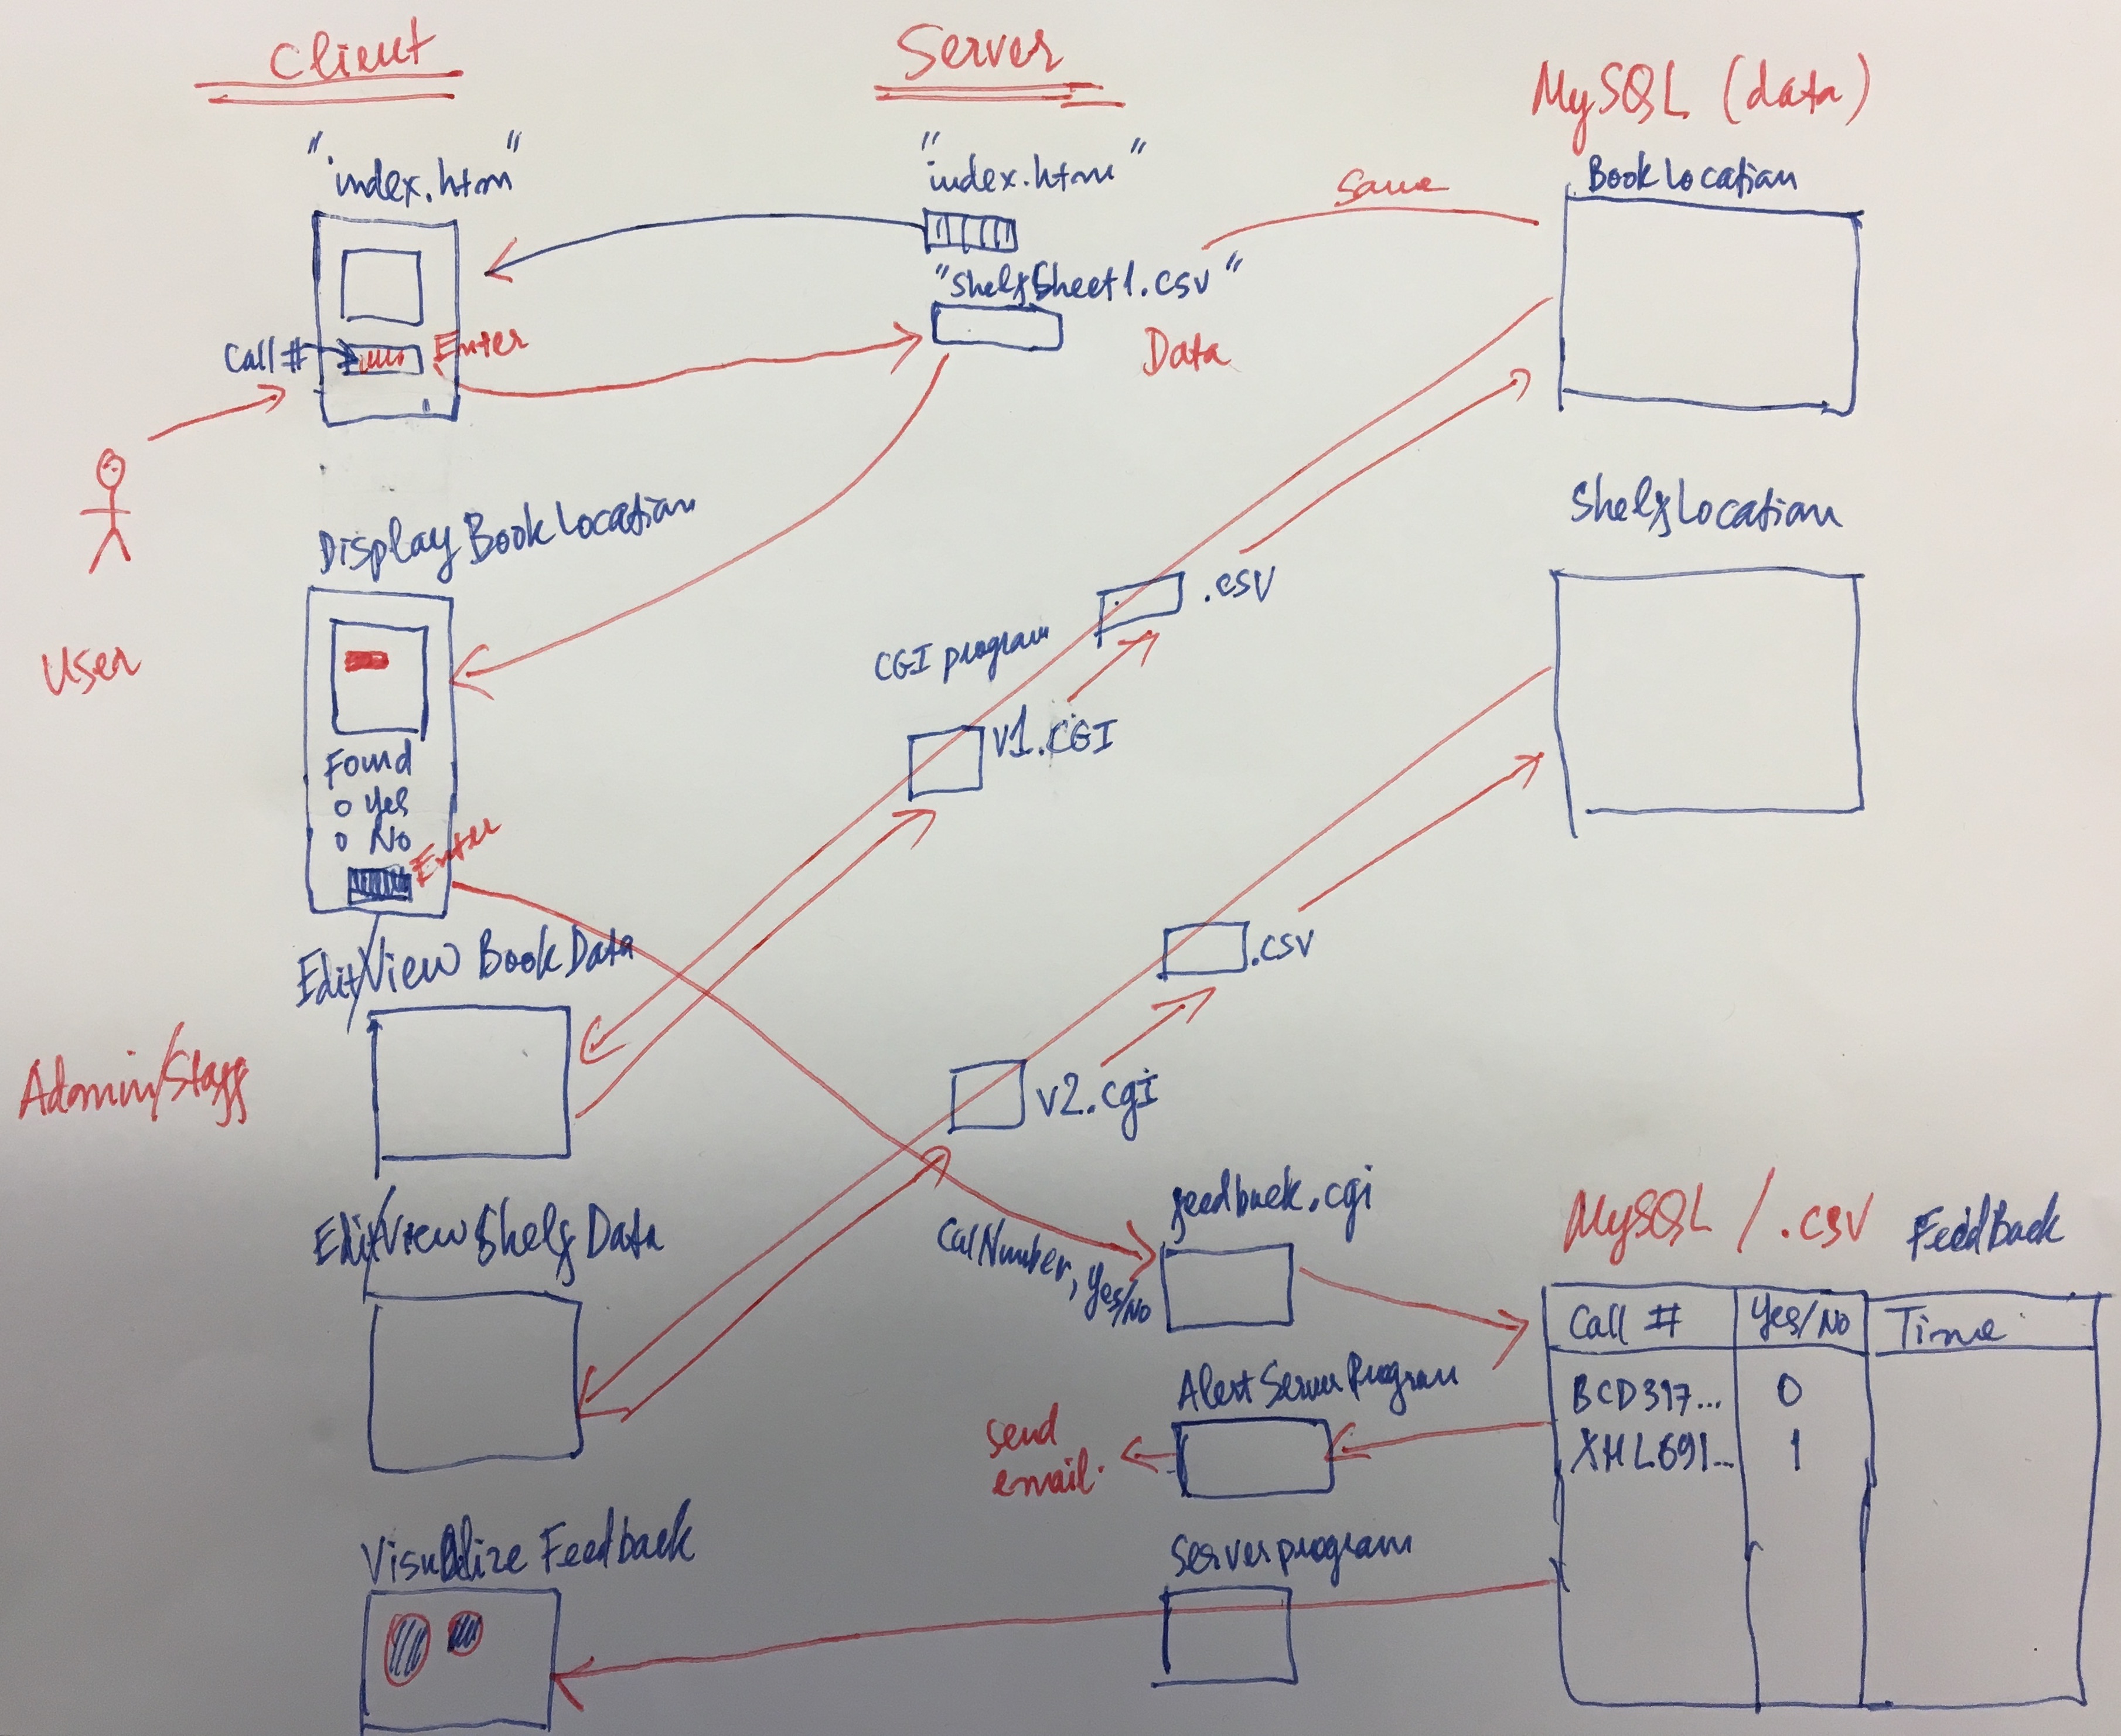 Client
Server
MySQL (data)
"index.htm"
"index.htm"
Save
Book Location
"ShelfSheet1.csv"
Call #
Enter
Data
Display Book Location
Shelf Location
.csv
CGI program
User
v1.CGI
Found
Yes
No
Enter
Edit/View Book Data
.csv
Admin/Staff
v2.cgi
feedback.cgi
MySQL / .csv FeedBack
Edit/View Shelf Data
CalNumber, Yes/No
Call # Yes/No Time
Alert Server Program
BCD397... 0
send
email.
XHL691... 1
Visualize Feedback
Server program